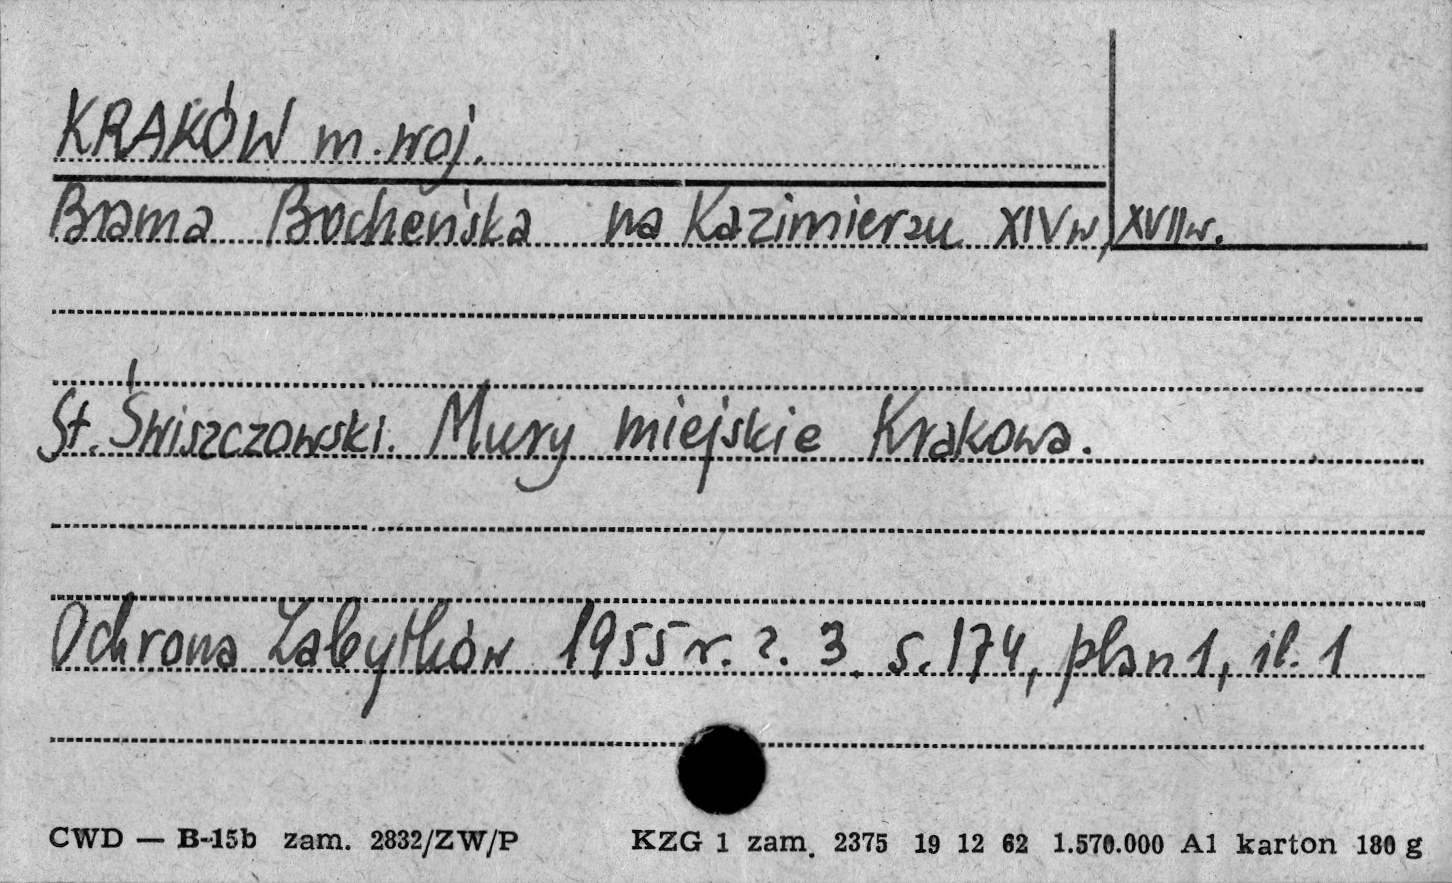 KRAKÓW m. woj.
Brama Bocheńska na Kazimierzu XIV w, XVII w.
St. Świszczowski. Mury miejskie Krakowa.
Ochrona Zabytków 1955 r. z. 3 s. 174, plan 1, il. 1
CWD — B-15b zam. 2832/ZW/P KZG 1 zam. 2375 19 12 62 1.570.000 A1 karton 180 g